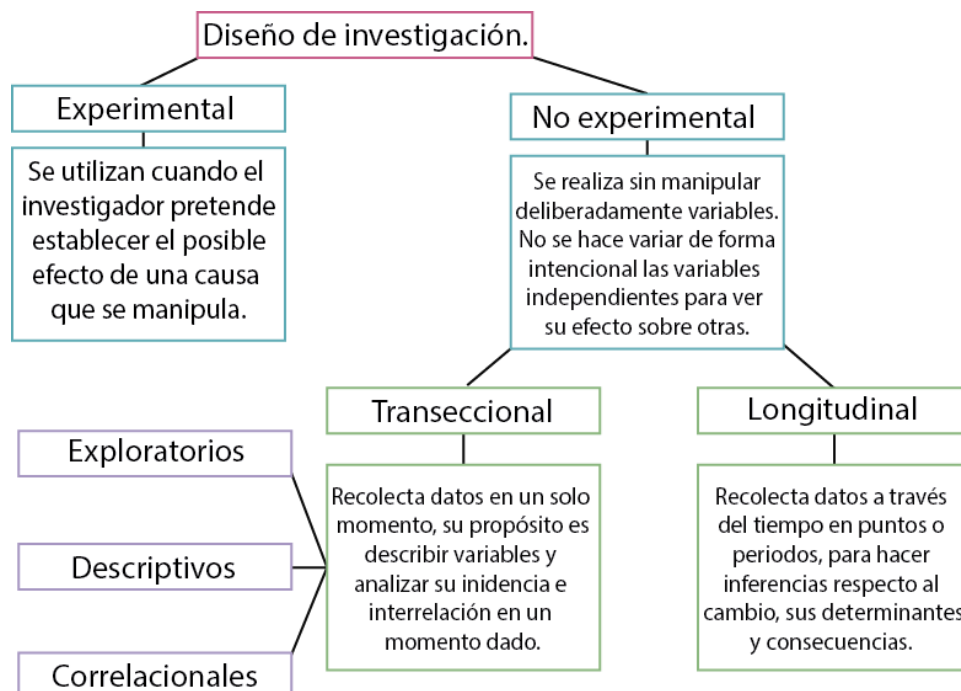 Diseño de investigación.
Experimental
Se utilizan cuando el
investigador pretende
establecer el posible
efecto de una causa
que se manipula.
No experimental
Se realiza sin manipular
deliberadamente variables.
No se hace variar de forma
intencional las variables
independientes para ver
su efecto sobre otras.
Transeccional
Recolecta datos en un solo
momento, su propósito es
describir variables y
analizar su inidencia e
interrelación en un
momento dado.
Exploratorios
Descriptivos
Correlacionales
Longitudinal
Recolecta datos a través
del tiempo en puntos o
periodos, para hacer
inferencias respecto al
cambio, sus determinantes
y consecuencias.